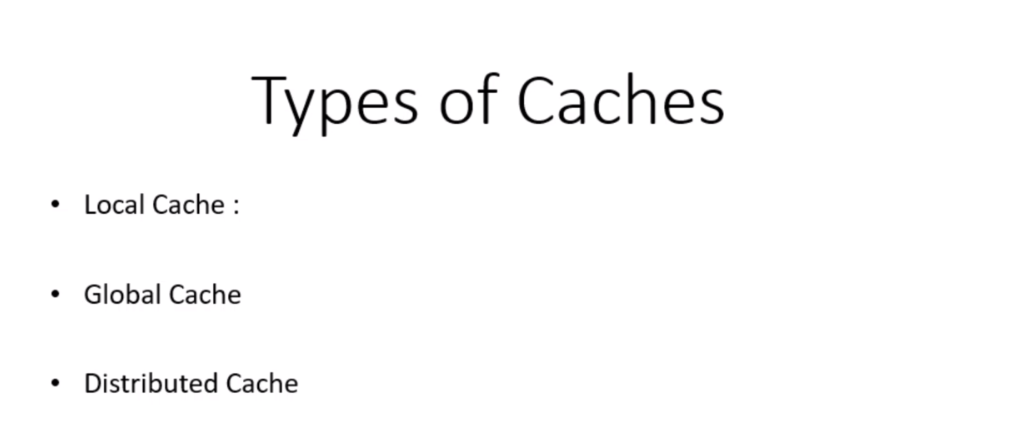 Types of Caches
• Local Cache :
• Global Cache
• Distributed Cache